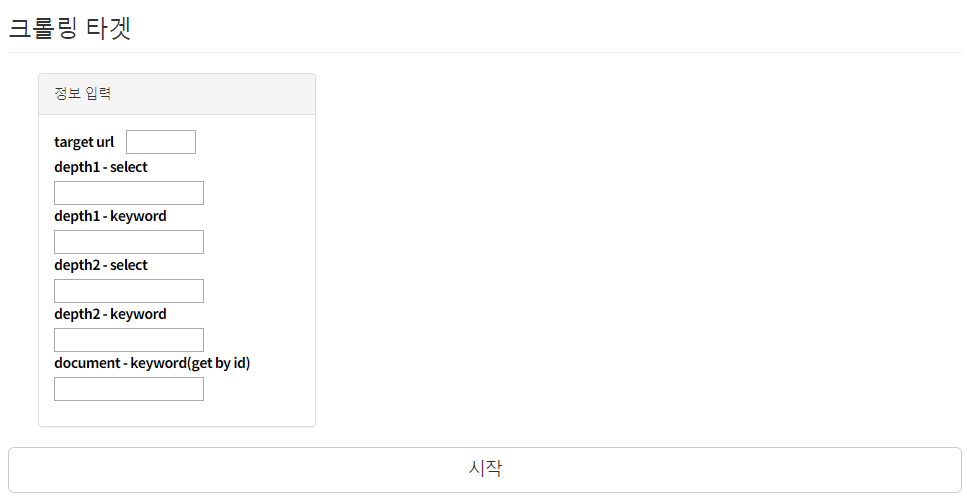 크롤링 타겟
정보 입력
target url
depth1 - select
depth1 - keyword
depth2 - select
depth2 - keyword
document - keyword(get by id)
시작